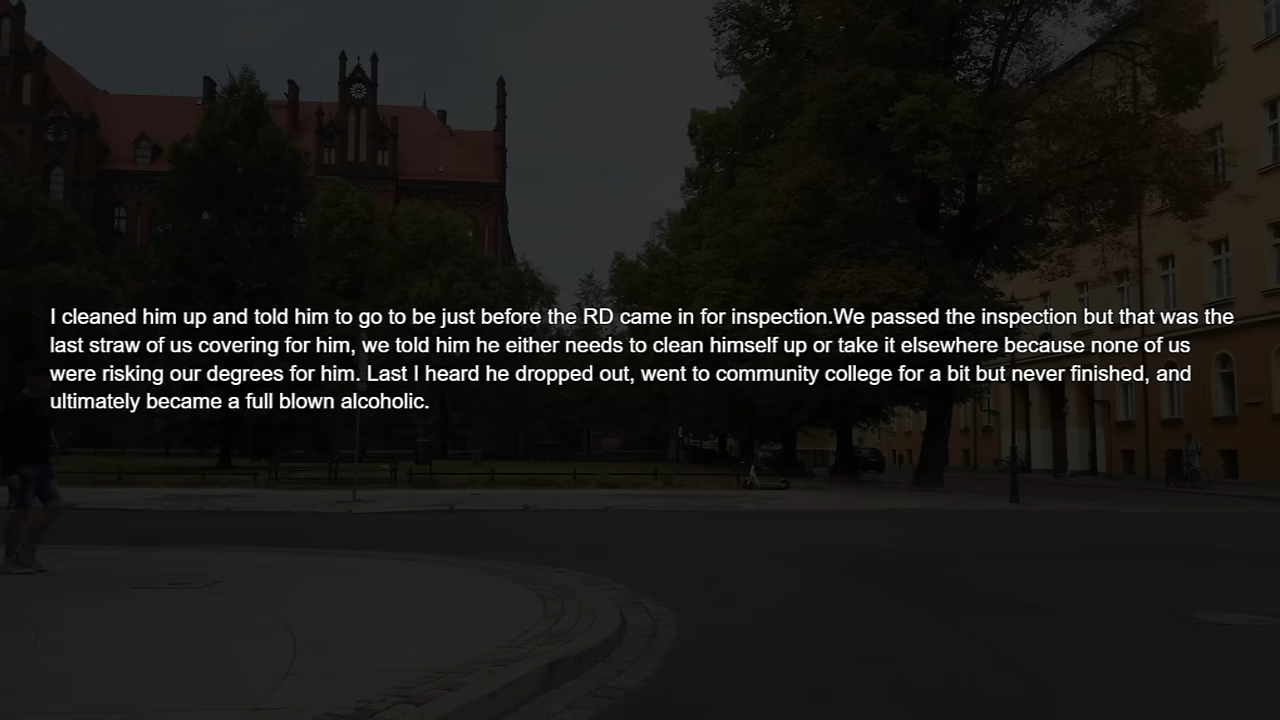 I cleaned him up and told him to go to be just before the RD came in for inspection.We passed the inspection but that was the
last straw of us covering for him, we told him he either needs to clean himself up or take it elsewhere because none of us
were risking our degrees for him. Last I heard he dropped out, went to community college for a bit but never finished, and
ultimately became a full blown alcoholic.